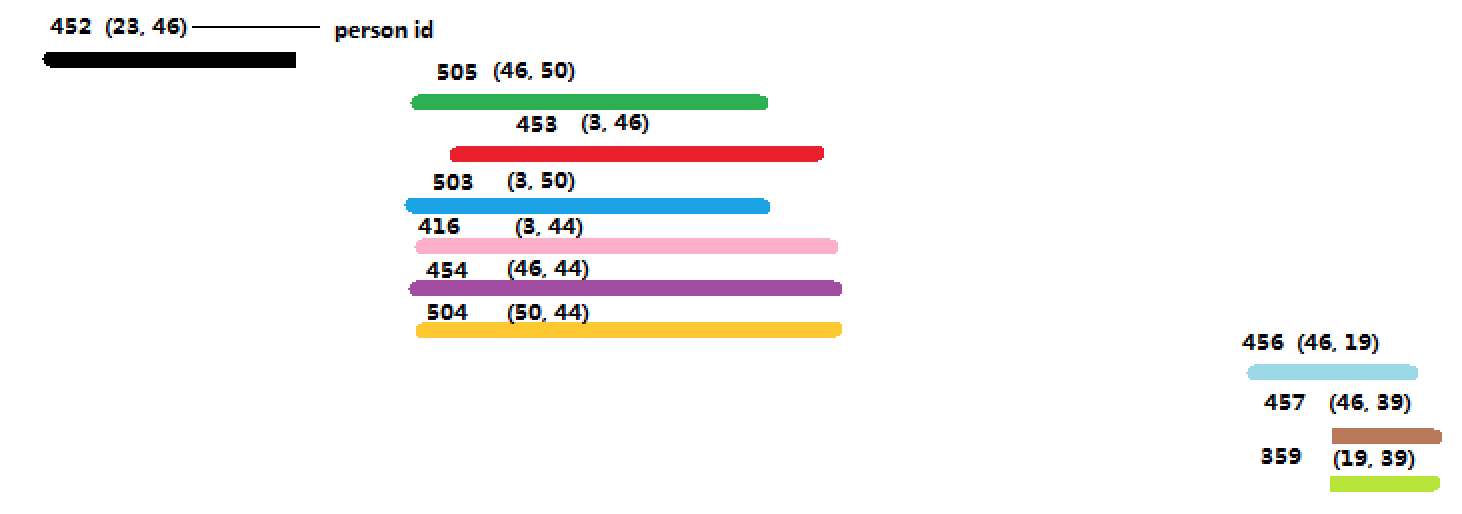 452 (23, 46) person id
505 (46, 50)
453 (3, 46)
503 (3, 50)
416 (3, 44)
454 (46, 44)
504 (50, 44)
456 (46, 19)
457 (46, 39)
359 (19, 39)